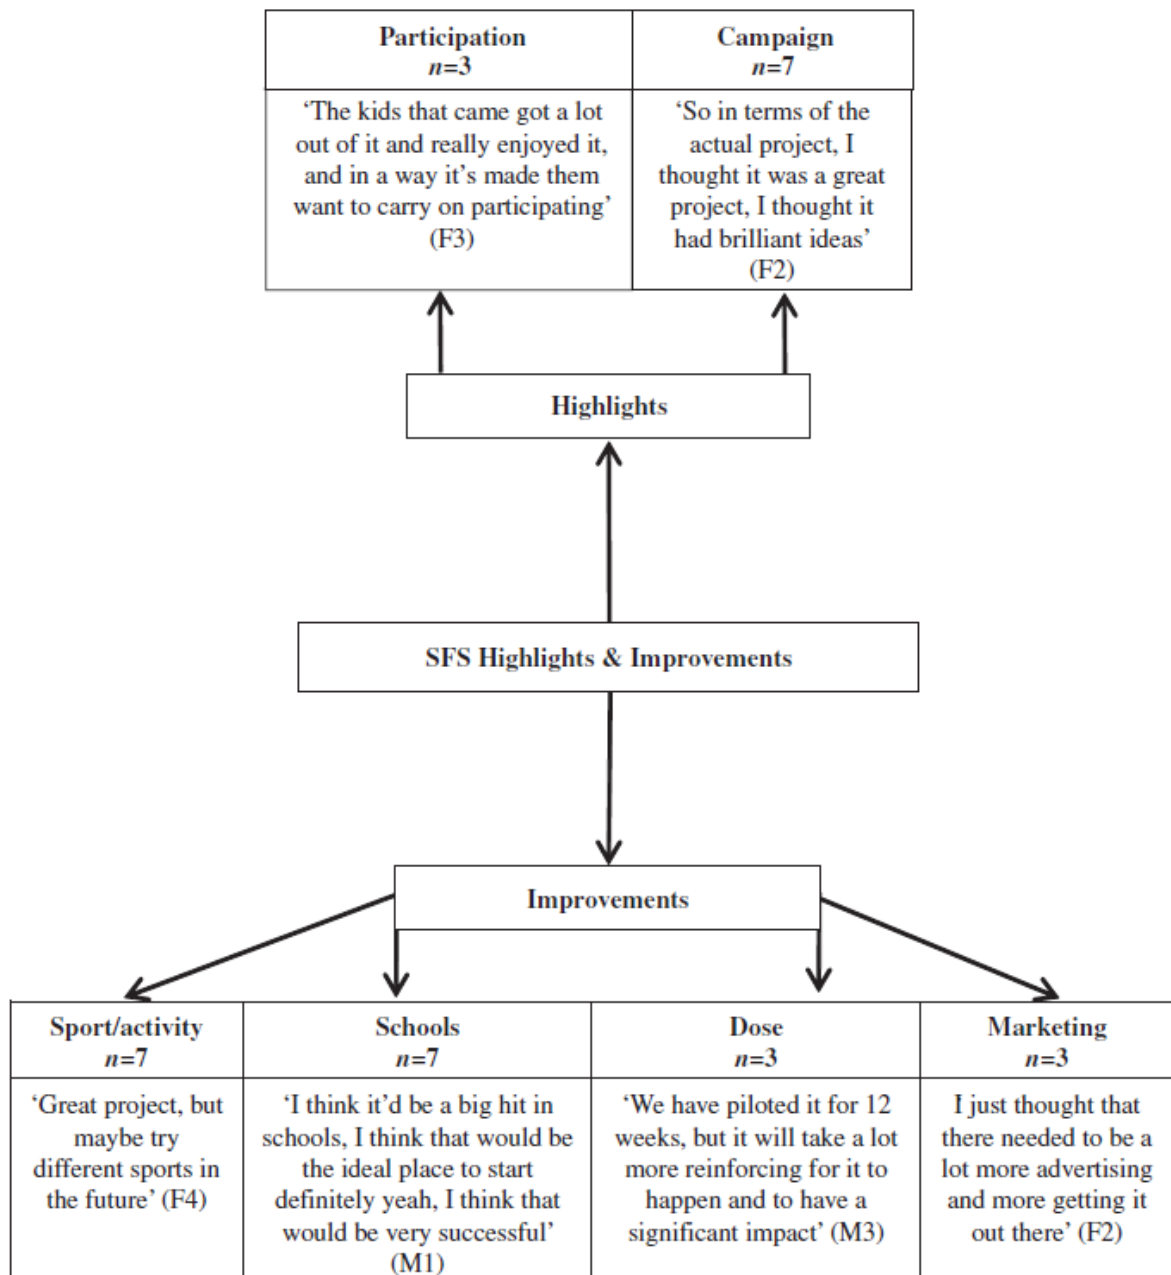 Participation
n=3
Campaign
n=7
‘The kids that came got a lot
out of it and really enjoyed it,
and in a way it’s made them
want to carry on participating’
(F3)
‘So in terms of the
actual project, I
thought it was a great
project, I thought it
had brilliant ideas’
(F2)
Highlights
SFS Highlights & Improvements
Improvements
Sport/activity
n=7
Schools
n=7
Dose
n=3
Marketing
n=3
‘Great project, but
maybe try
different sports in
the future’ (F4)
‘I think it’d be a big hit in
schools, I think that would be
the ideal place to start
definitely yeah, I think that
would be very successful’
(M1)
‘We have piloted it for 12
weeks, but it will take a lot
more reinforcing for it to
happen and to have a
significant impact’ (M3)
I just thought that
there needed to be a
lot more advertising
and more getting it
out there’ (F2)